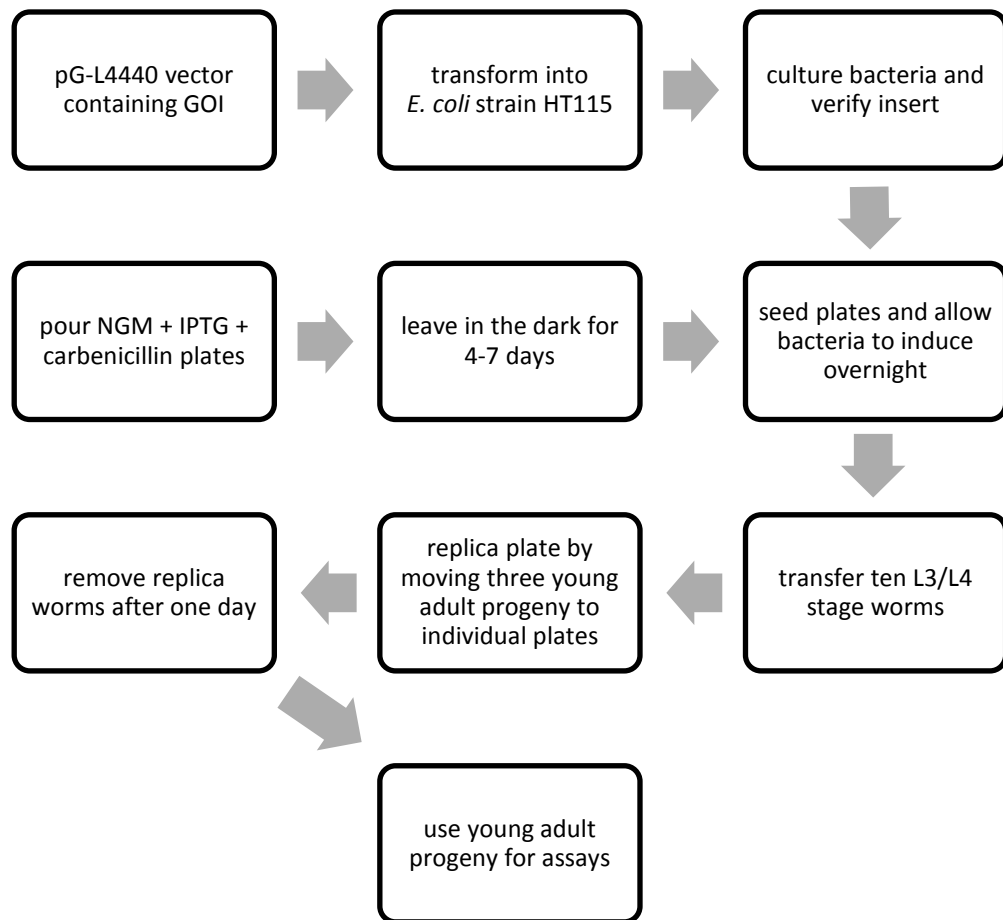 pG-L4440 vector
containing GOI
transform into
E. coli strain HT115
culture bacteria and
verify insert
pour NGM + IPTG +
carbenicillin plates
leave in the dark for
4-7 days
seed plates and allow
bacteria to induce
overnight
transfer ten L3/L4
stage worms
replica plate by
moving three young
adult progeny to
individual plates
remove replica
worms after one day
use young adult
progeny for assays